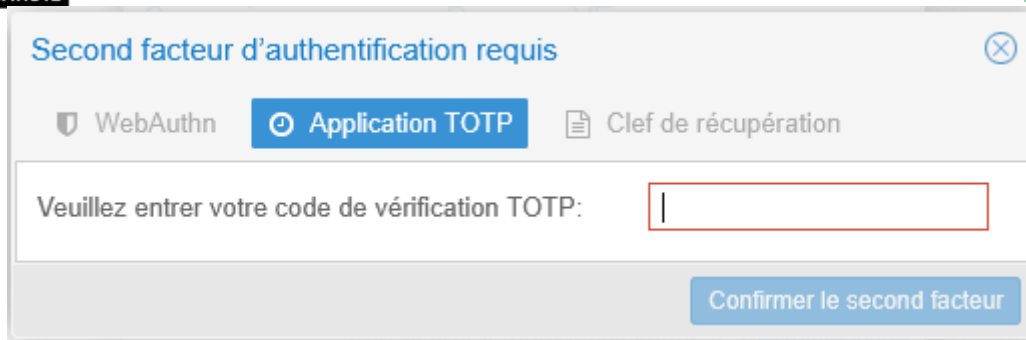 Second facteur d’authentification requis
WebAuthn Application TOTP Clef de récupération
Veuillez entrer votre code de vérification TOTP:
Confirmer le second facteur